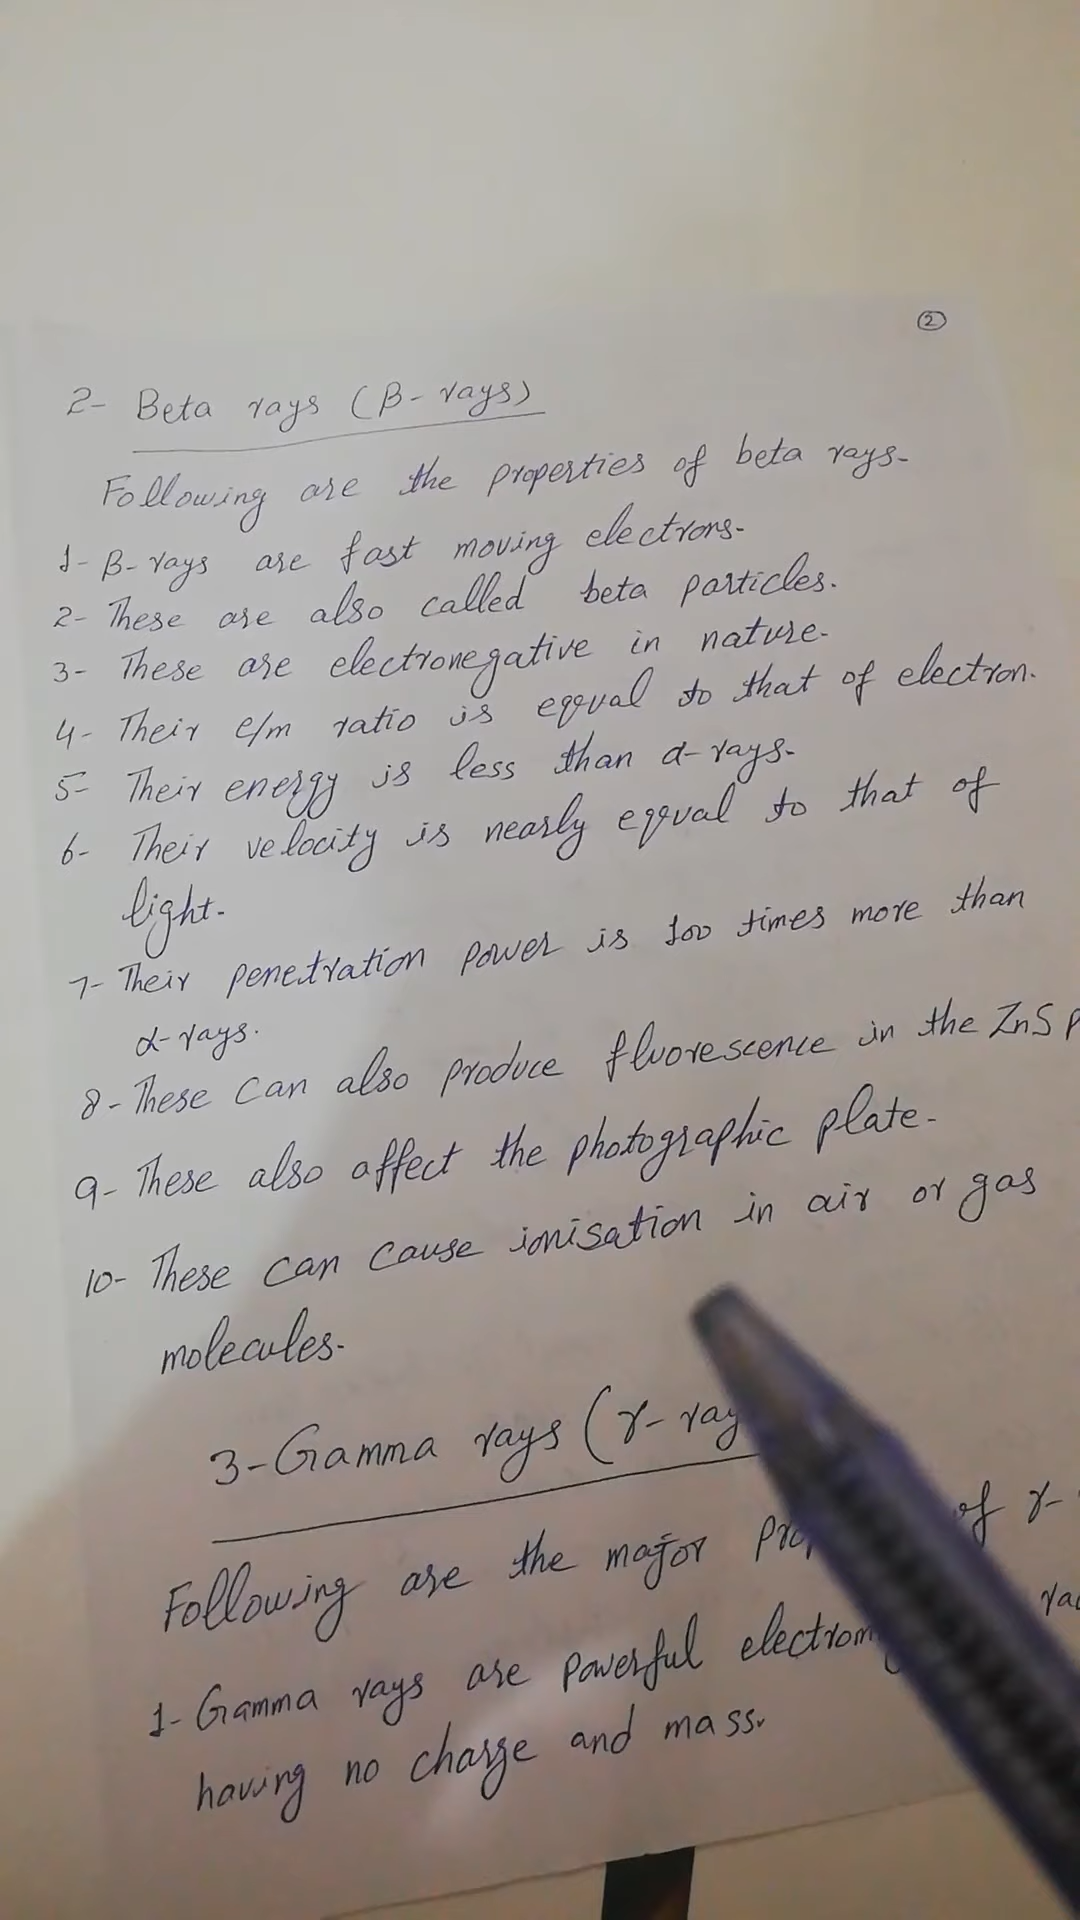 ②
2- Beta rays (β-rays)
Following are the properties of beta rays-
1- β-rays are fast moving electrons-
2- These are also called beta particles.
3- These are electronegative in nature-
4- Their e/m ratio is eqqual to that of electron.
5- Their energy is less than α-rays-
6- Their velocity is nearly eqqual to that of
light-
7- Their penetration power is 100 times more than
α-rays.
8- These can also produce fluorescence in the ZnS
9- These also affect the photographic plate-
10- These can cause ionisation in air or gas
molecules-
3- Gamma rays (γ-ray
Following are the major of γ-
1- Gamma rays are powerful
having no charge and mass.